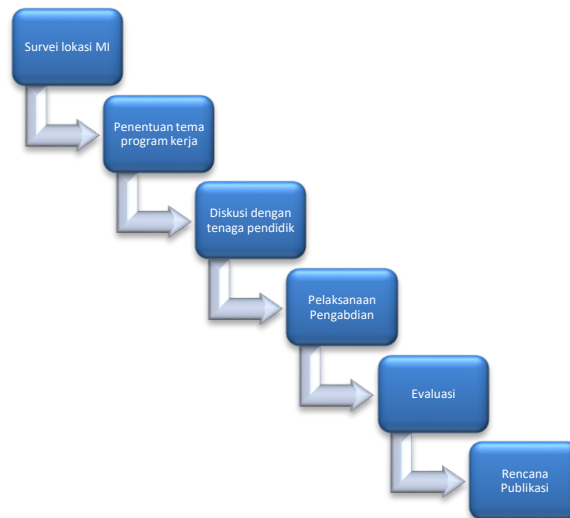 Survei lokasi MI
Penentuan tema
program kerja
Diskusi dengan
tenaga pendidik
Pelaksanaan
Pengabdian
Evaluasi
Rencana
Publikasi